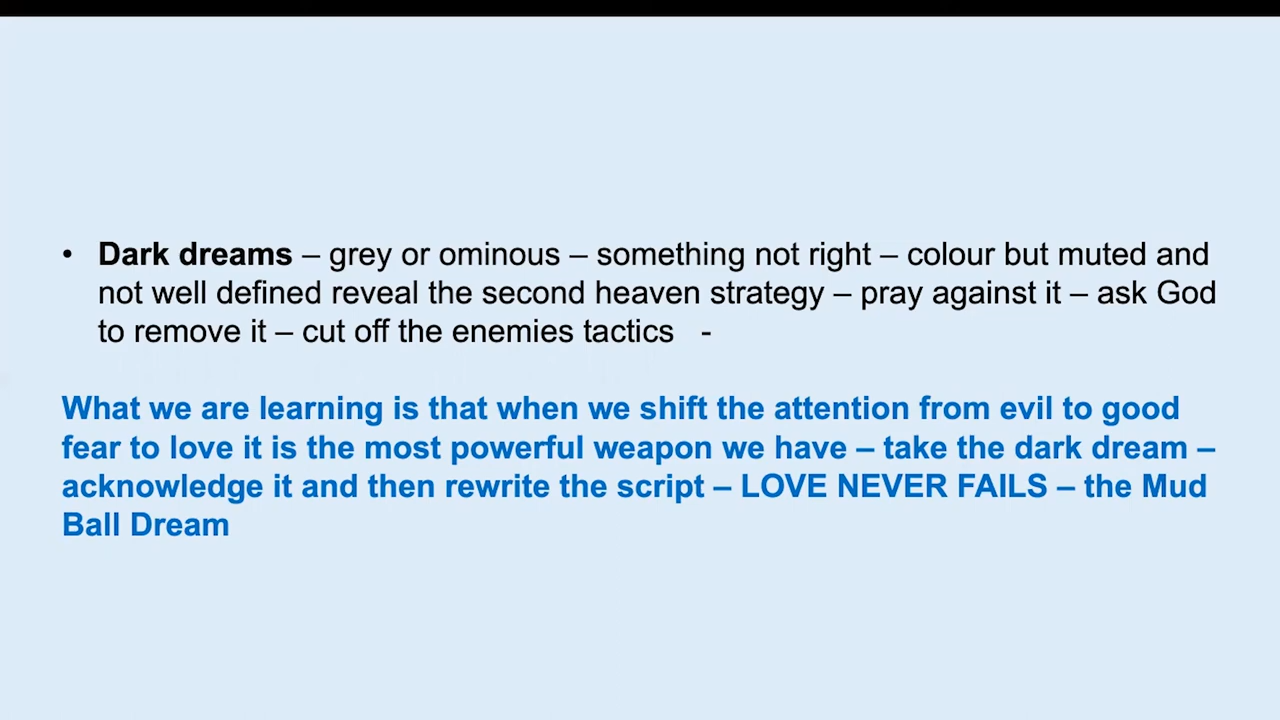 • Dark dreams – grey or ominous – something not right – colour but muted and
not well defined reveal the second heaven strategy – pray against it – ask God
to remove it – cut off the enemies tactics -
What we are learning is that when we shift the attention from evil to good
fear to love it is the most powerful weapon we have – take the dark dream –
acknowledge it and then rewrite the script – LOVE NEVER FAILS – the Mud
Ball Dream